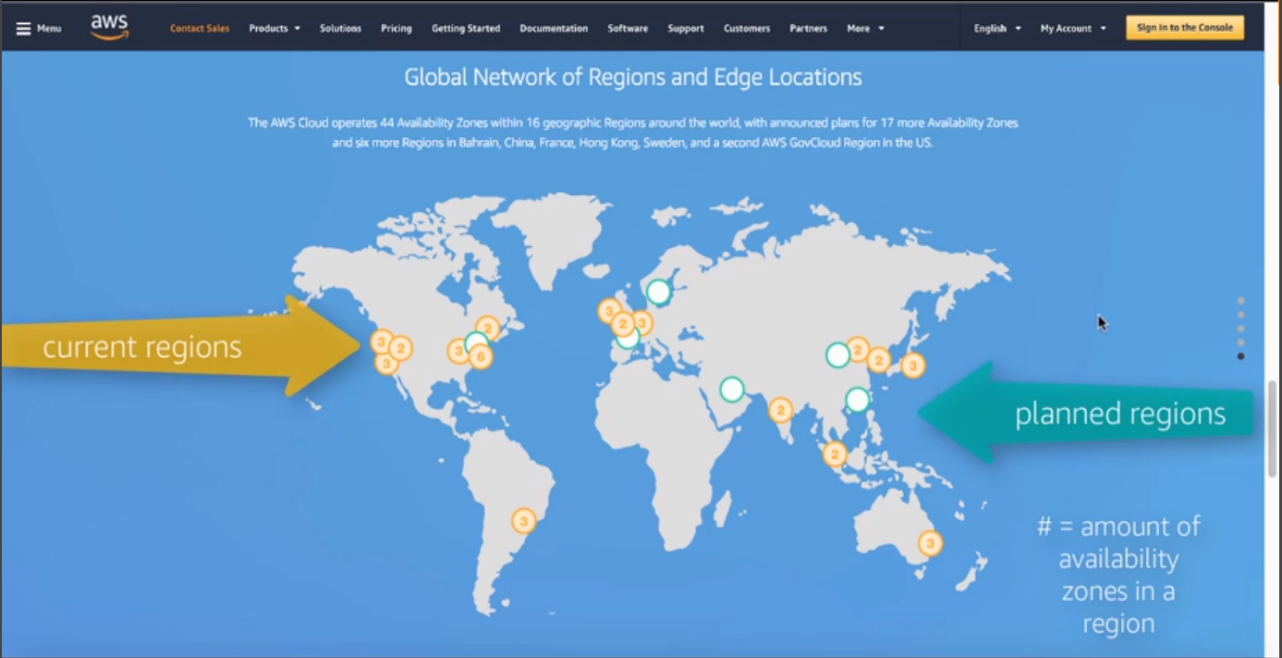 Menu
aws
Contact Sales
Products
Solutions
Pricing
Getting Started
Documentation
Software
Support
Customers
Partners
More
English
My Account
Sign In to the Console
Global Network of Regions and Edge Locations
The AWS Cloud operates 44 Availability Zones within 16 geographic Regions around the world, with announced plans for 17 more Availability Zones
and six more Regions in Bahrain, China, France, Hong Kong, Sweden, and a second AWS GovCloud Region in the US.
3
2
3
2
3
6
3
2
3
2
2
3
current regions
2
planned regions
2
3
3
# = amount of
availability
zones in a
region